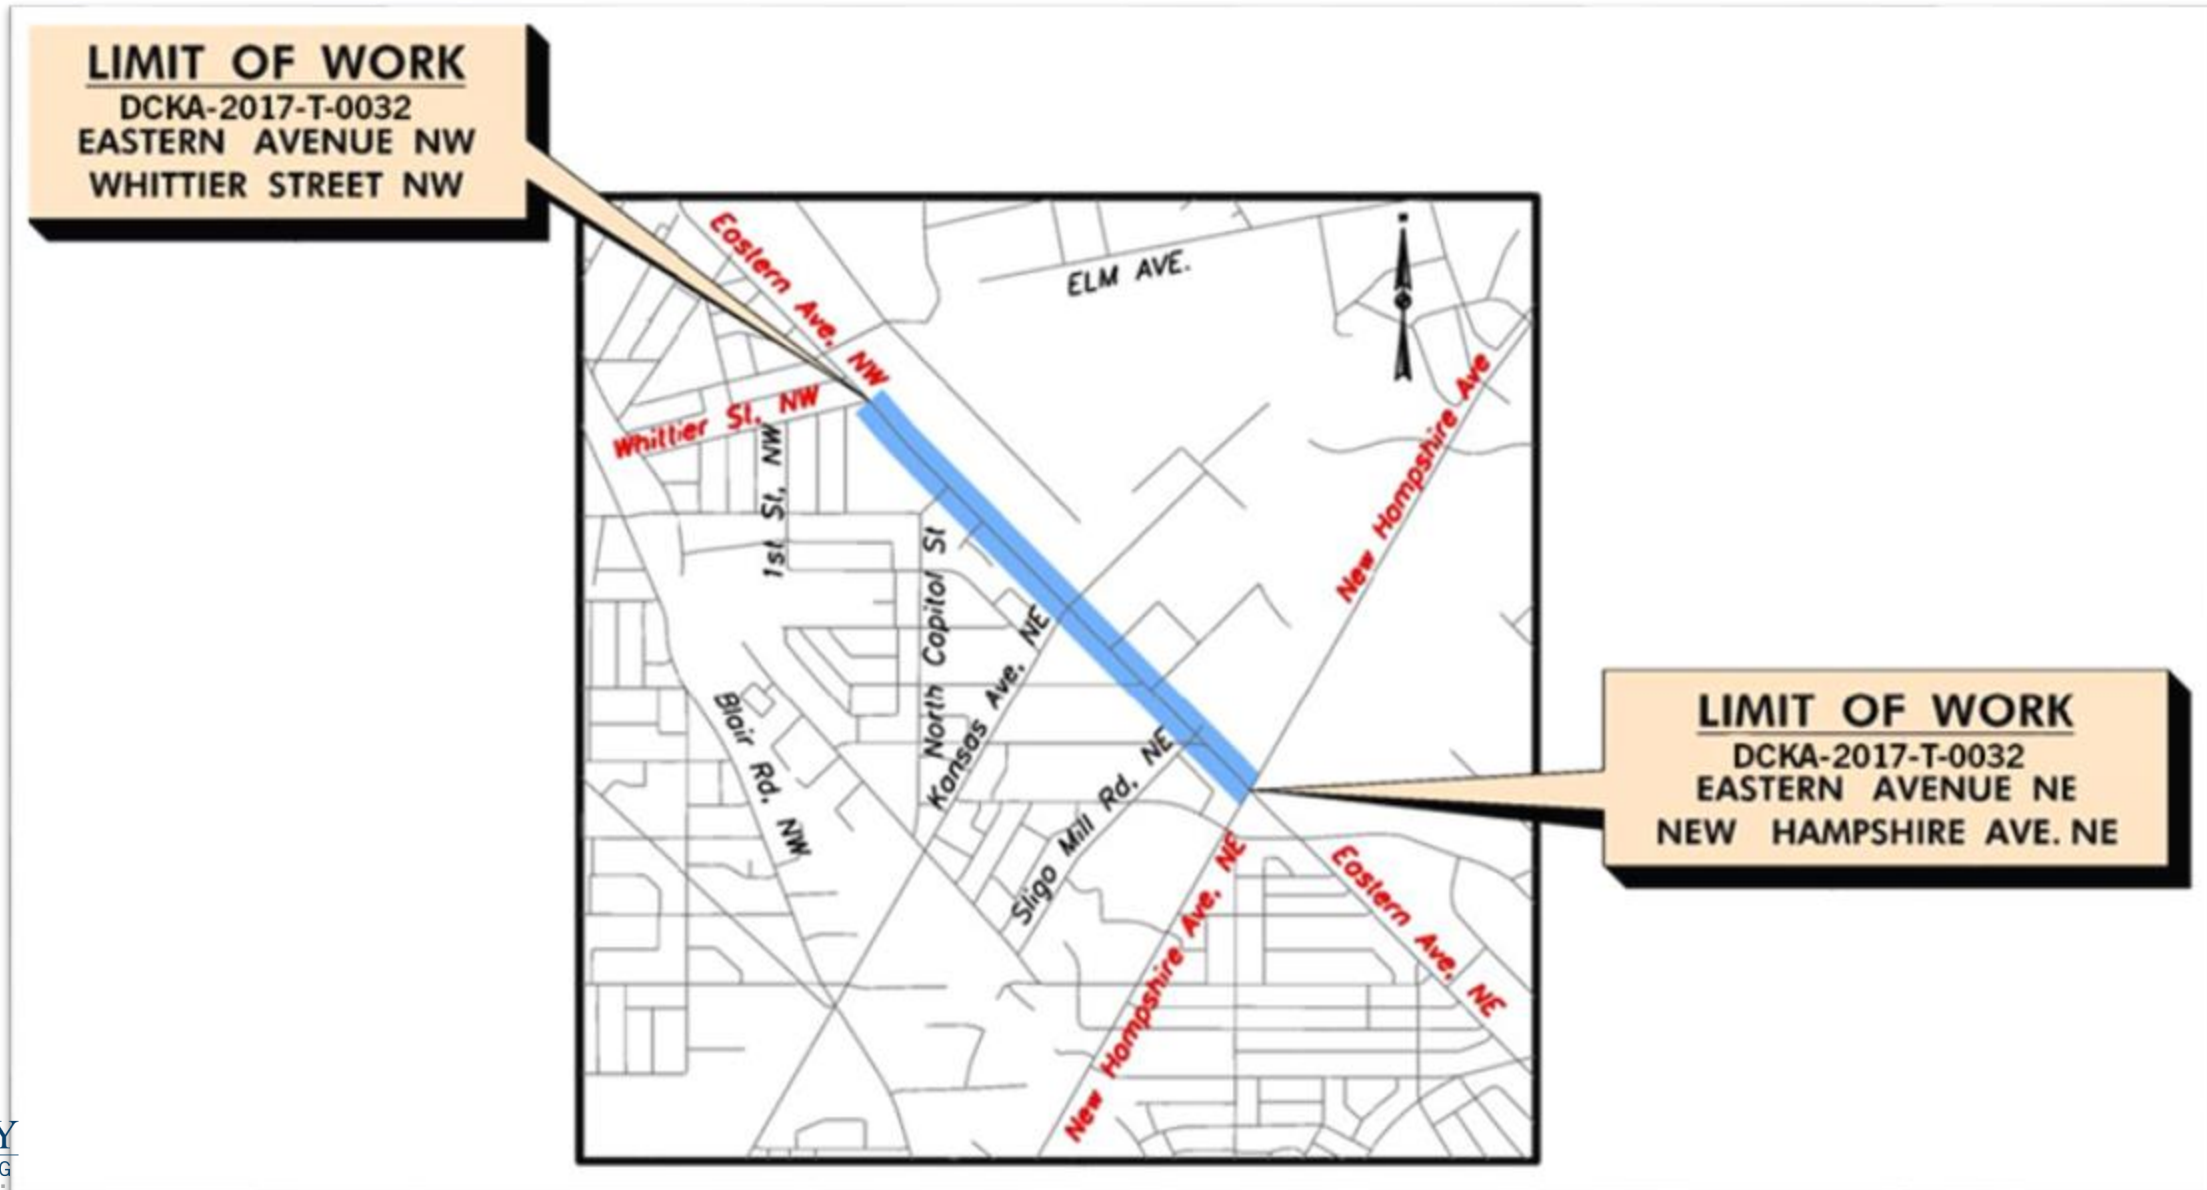 LIMIT OF WORK
DCKA-2017-T-0032
EASTERN AVENUE NW
WHITTIER STREET NW
Eastern Ave, NW
ELM AVE.
Whittier St, NW
1st St, NW
New Hampshire Ave
North Capitol St
Kansas Ave, NE
Blair Rd, NW
Sligo Mill Rd, NE
LIMIT OF WORK
DCKA-2017-T-0032
EASTERN AVENUE NE
NEW HAMPSHIRE AVE. NE
New Hampshire Ave, NE
Eastern Ave, NE
Y
G